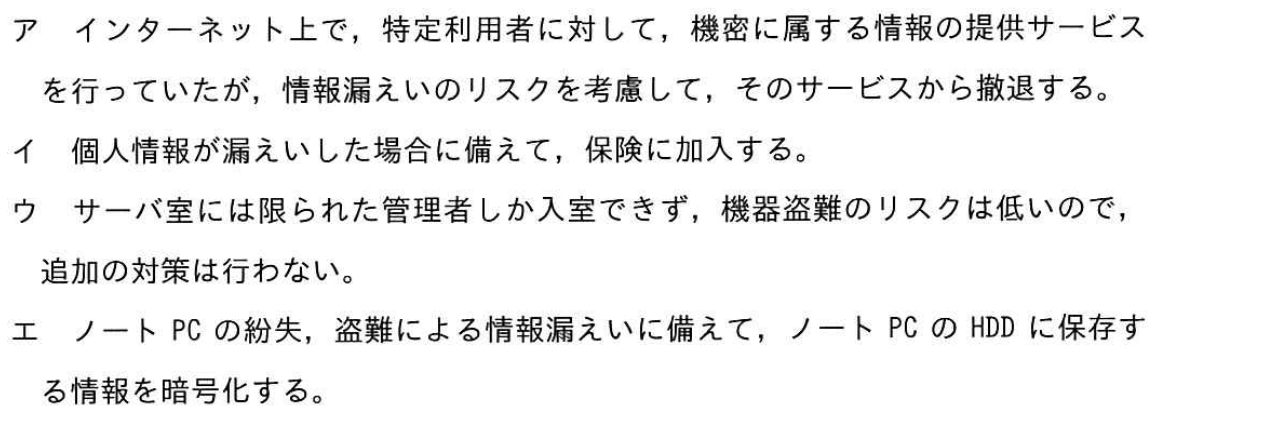 ア　インターネット上で，特定利用者に対して，機密に属する情報の提供サービス
を行っていたが，情報漏えいのリスクを考慮して，そのサービスから撤退する。
イ　個人情報が漏えいした場合に備えて，保険に加入する。
ウ　サーバ室には限られた管理者しか入室できず，機器盗難のリスクは低いので，
追加の対策は行わない。
エ　ノート PC の紛失，盗難による情報漏えいに備えて，ノート PC の HDD に保存す
る情報を暗号化する。